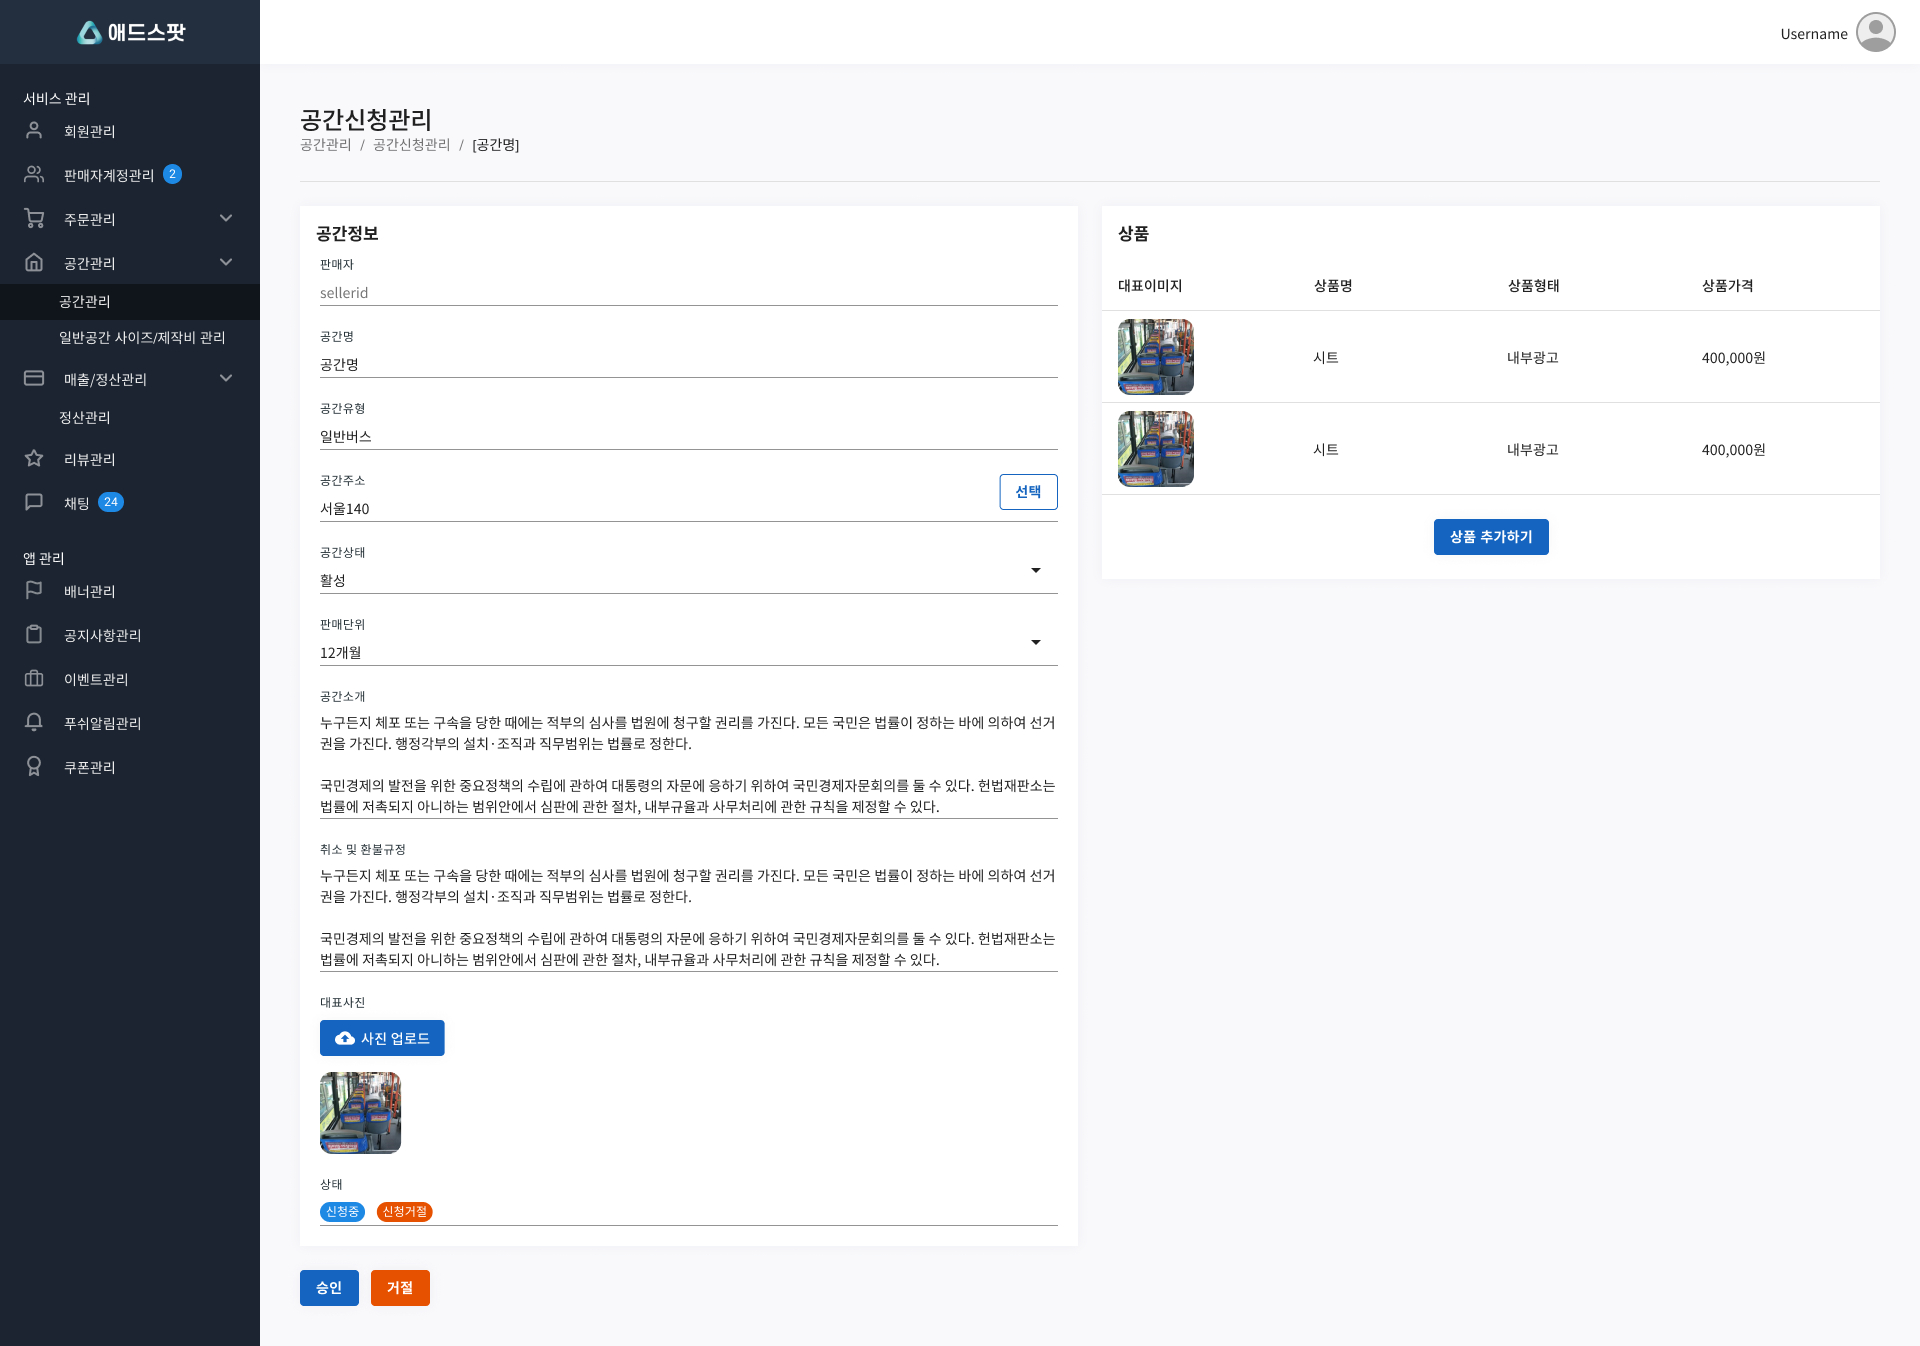 애드스팟
Username
서비스 관리
회원관리
판매자계정관리 2
주문관리
공간관리
공간관리
일반공간 사이즈/제작비 관리
매출/정산관리
정산관리
리뷰관리
채팅 24
앱 관리
배너관리
공지사항관리
이벤트관리
푸쉬알림관리
쿠폰관리
공간신청관리
공간관리 / 공간신청관리 / [공간명]
공간정보
판매자
sellerid
공간명
공간명
공간유형
일반버스
공간주소
선택
서울140
공간상태
활성
판매단위
12개월
공간소개
누구든지 체포 또는 구속을 당한 때에는 적부의 심사를 법원에 청구할 권리를 가진다. 모든 국민은 법률이 정하는 바에 의하여 선거
권을 가진다. 행정각부의 설치·조직과 직무범위는 법률로 정한다.
국민경제의 발전을 위한 중요정책의 수립에 관하여 대통령의 자문에 응하기 위하여 국민경제자문회의를 둘 수 있다. 헌법재판소는
법률에 저촉되지 아니하는 범위안에서 심판에 관한 절차, 내부규율과 사무처리에 관한 규칙을 제정할 수 있다.
취소 및 환불규정
누구든지 체포 또는 구속을 당한 때에는 적부의 심사를 법원에 청구할 권리를 가진다. 모든 국민은 법률이 정하는 바에 의하여 선거
권을 가진다. 행정각부의 설치·조직과 직무범위는 법률로 정한다.
국민경제의 발전을 위한 중요정책의 수립에 관하여 대통령의 자문에 응하기 위하여 국민경제자문회의를 둘 수 있다. 헌법재판소는
법률에 저촉되지 아니하는 범위안에서 심판에 관한 절차, 내부규율과 사무처리에 관한 규칙을 제정할 수 있다.
대표사진
사진 업로드
상태
신청중 신청거절
승인 거절
상품
대표이미지 상품명 상품형태 상품가격
시트 내부광고 400,000원
시트 내부광고 400,000원
상품 추가하기